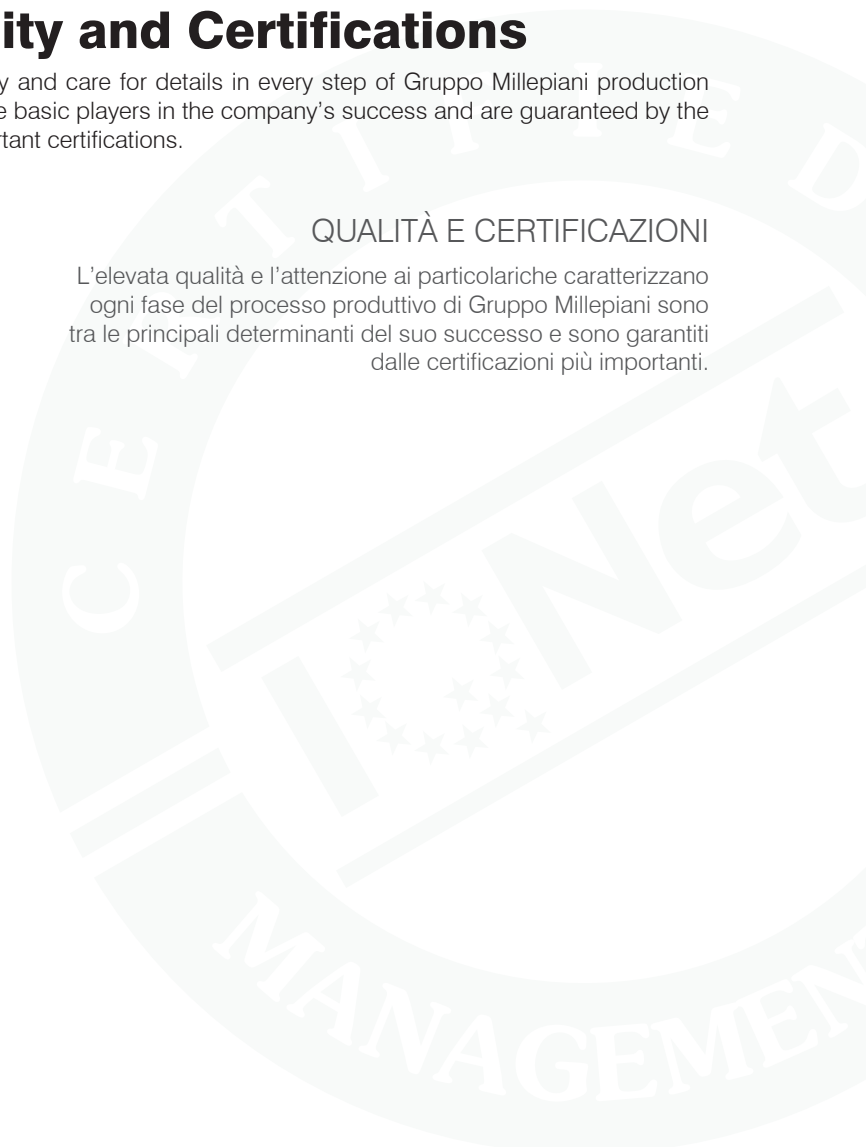 ity and Certifications
y and care for details in every step of Gruppo Millepiani production
e basic players in the company's success and are guaranteed by the
rtant certifications.
QUALITÀ E CERTIFICAZIONI
L'elevata qualità e l'attenzione ai particolariche caratterizzano
ogni fase del processo produttivo di Gruppo Millepiani sono
tra le principali determinanti del suo successo e sono garantiti
dalle certificazioni più importanti.
CERTIFIED
IQNet
MANAGEMENT